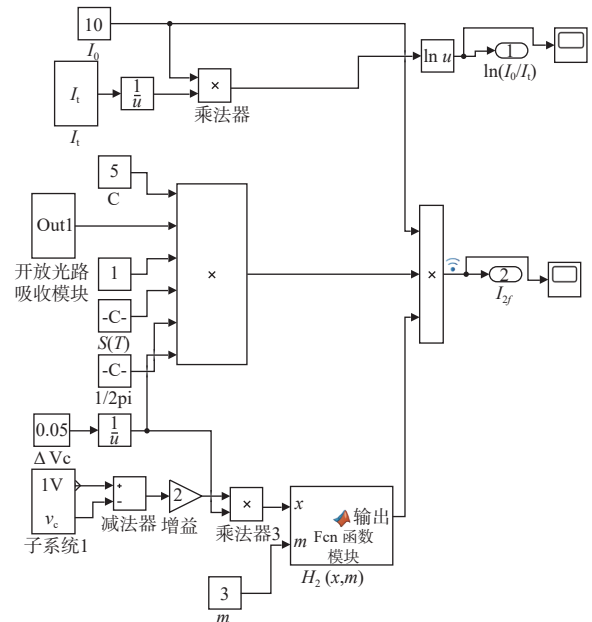 10
I₀
Iₜ
Iₜ
1/u
×
乘法器
ln u
1
ln(I₀/Iₜ)
5
C
Out1
开放光路
吸收模块
1
-C-
S(T)
-C-
1/2pi
×
×
2
I₂f
0.05
ΔVc
1/u
1V
v꜀
子系统1
+
-
减法器
2
增益
×
乘法器3
x
m
输出
Fcn 函数
模块
H₂ (x,m)
3
m